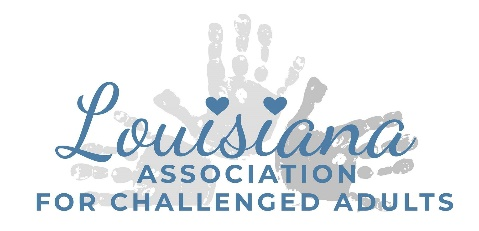 Louisiana
ASSOCIATION
FOR CHALLENGED ADULTS